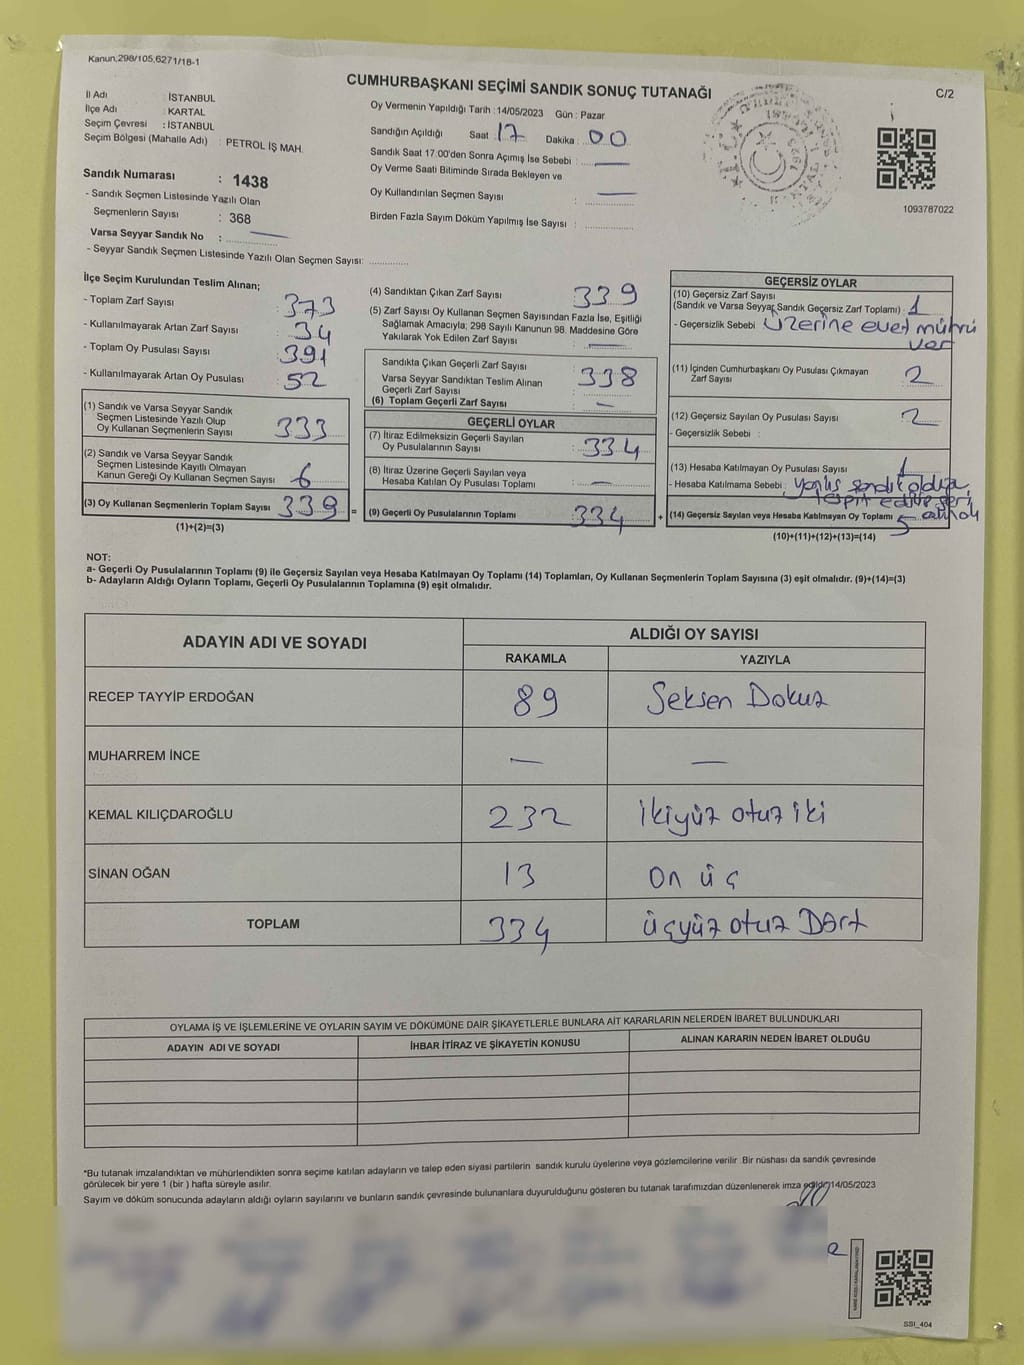 Kanun,298/105,6271/18-1
CUMHURBAŞKANI SEÇİMİ SANDIK SONUÇ TUTANAĞI
C/2
İl Adı : İSTANBUL
İlçe Adı : KARTAL
Seçim Çevresi : İSTANBUL
Seçim Bölgesi (Mahalle Adı) : PETROL İŞ MAH.
Sandık Numarası : 1438
- Sandık Seçmen Listesinde Yazılı Olan
Seçmenlerin Sayısı : 368
Varsa Seyyar Sandık No : —
- Seyyar Sandık Seçmen Listesinde Yazılı Olan Seçmen Sayısı: ..............
Oy Vermenin Yapıldığı Tarih : 14/05/2023 Gün : Pazar
Sandığın Açıldığı Saat : 17 Dakika : 00
Sandık Saat 17.00'den Sonra Açımış İse Sebebi : —
Oy Verme Saati Bitiminde Sırada Bekleyen ve
Oy Kullandırılan Seçmen Sayısı : —
Birden Fazla Sayım Döküm Yapılmış İse Sayısı : ..............
1093787022
İlçe Seçim Kurulundan Teslim Alınan;
- Toplam Zarf Sayısı : 373
- Kullanılmayarak Artan Zarf Sayısı : 34
- Toplam Oy Pusulası Sayısı : 391
- Kullanılmayarak Artan Oy Pusulası : 52
(1) Sandık ve Varsa Seyyar Sandık
Seçmen Listesinde Yazılı Olup
Oy Kullanan Seçmenlerin Sayısı : 333
(2) Sandık ve Varsa Seyyar Sandık
Seçmen Listesinde Kayıtlı Olmayan
Kanun Gereği Oy Kullanan Seçmen Sayısı : 6
(3) Oy Kullanan Seçmenlerin Toplam Sayısı : 339 =
(1)+(2)=(3)
(4) Sandıktan Çıkan Zarf Sayısı : 339
(5) Zarf Sayısı Oy Kullanan Seçmen Sayısından Fazla İse, Eşitliği
Sağlamak Amacıyla; 298 Sayılı Kanunun 98. Maddesine Göre
Yakılarak Yok Edilen Zarf Sayısı : —
Sandıkta Çıkan Geçerli Zarf Sayısı : 338
Varsa Seyyar Sandıktan Teslim Alınan
Geçerli Zarf Sayısı
(6) Toplam Geçerli Zarf Sayısı : —
GEÇERLİ OYLAR
(7) İtiraz Edilmeksizin Geçerli Sayılan
Oy Pusulalarının Sayısı : 334
(8) İtiraz Üzerine Geçerli Sayılan veya
Hesaba Katılan Oy Pusulaları Toplamı : —
(9) Geçerli Oy Pusulalarının Toplamı : 334 +
GEÇERSİZ OYLAR
(10) Geçersiz Zarf Sayısı
(Sandık ve Varsa Seyyar Sandık Geçersiz Zarf Toplamı) : 1
- Geçersizlik Sebebi : Üzerine evet mührü
var
(11) İçinden Cumhurbaşkanı Oy Pusulası Çıkmayan
Zarf Sayısı : 2
(12) Geçersiz Sayılan Oy Pusulası Sayısı : 2
- Geçersizlik Sebebi :
(13) Hesaba Katılmayan Oy Pusulası Sayısı : 1
- Hesaba Katılmama Sebebi : yanlış sandık olduğu
tespit edilip geri
(14) Geçersiz Sayılan veya Hesaba Katılmayan Oy Toplamı : 5
(10)+(11)+(12)+(13)=(14)
NOT:
a- Geçerli Oy Pusulalarının Toplamı (9) ile Geçersiz Sayılan veya Hesaba Katılmayan Oy Toplamı (14) Toplamları, Oy Kullanan Seçmenlerin Toplam Sayısına (3) eşit olmalıdır. (9)+(14)=(3)
b- Adayların Aldığı Oyların Toplamı, Geçerli Oy Pusulalarının Toplamına (9) eşit olmalıdır.
ADAYIN ADI VE SOYADI
ALDIĞI OY SAYISI
RAKAMLA YAZIYLA
RECEP TAYYİP ERDOĞAN 89 Seksen Dokuz
MUHARREM İNCE — —
KEMAL KILIÇDAROĞLU 232 İkiyüz otuz iki
SİNAN OĞAN 13 On üç
TOPLAM 334 üçyüz otuz Dört
OYLAMA İŞ VE İŞLEMLERİNE VE OYLARIN SAYIM VE DÖKÜMÜNE DAİR ŞİKAYETLERLE BUNLARA AİT KARARLARIN NELERDEN İBARET BULUNDUKLARI
ADAYIN ADI VE SOYADI İHBAR İTİRAZ VE ŞİKAYETİN KONUSU ALINAN KARARIN NEDEN İBARET OLDUĞU
*Bu tutanak imzalandıktan ve mühürlendikten sonra seçime katılan adayların ve talep eden siyasi partilerin sandık kurulu üyelerine veya gözlemcilerine verilir. Bir nüshası da sandık çevresinde
görülecek bir yere 1 (bir ) hafta süreyle asılır.
Sayım ve döküm sonucunda adayların aldığı oyların sayılarını ve bunların sandık çevresinde bulunanlara duyurulduğunu gösteren bu tutanak tarafımızdan düzenlenerek imza edildi. 14/05/2023
SSI_404